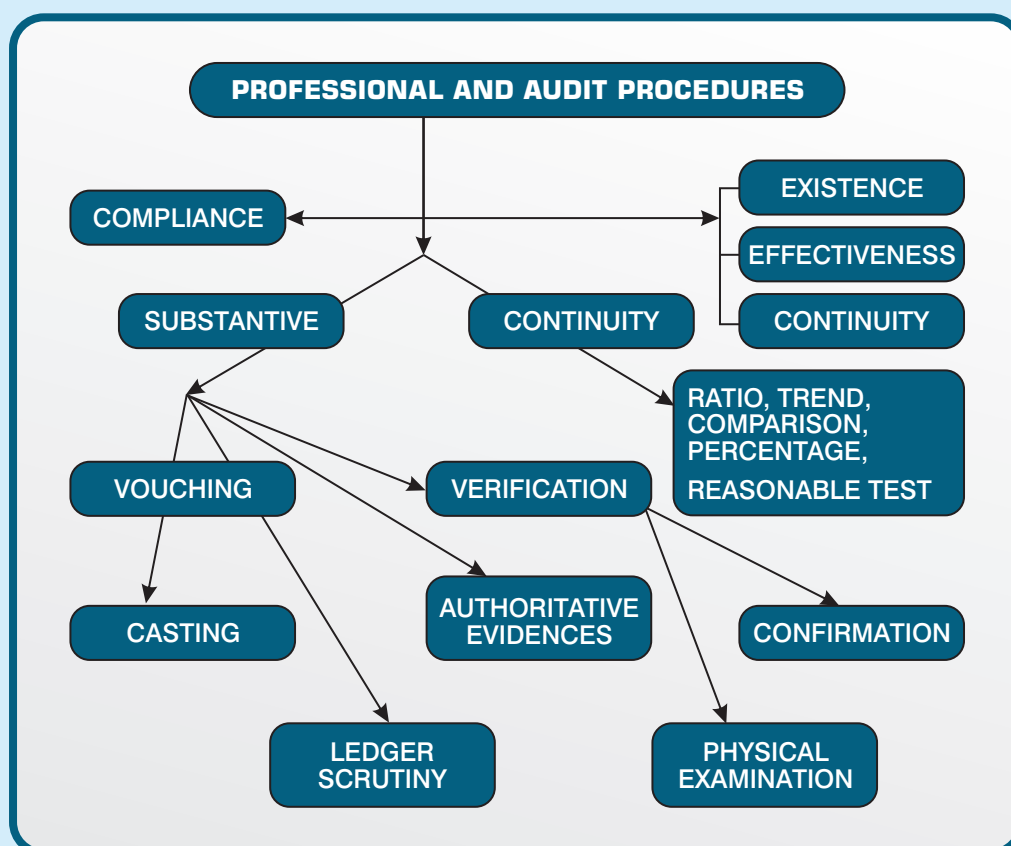 PROFESSIONAL AND AUDIT PROCEDURES
COMPLIANCE
EXISTENCE
EFFECTIVENESS
CONTINUITY
SUBSTANTIVE
CONTINUITY
RATIO, TREND,
COMPARISON,
PERCENTAGE,
REASONABLE TEST
VOUCHING
VERIFICATION
CASTING
AUTHORITATIVE
EVIDENCES
CONFIRMATION
LEDGER
SCRUTINY
PHYSICAL
EXAMINATION